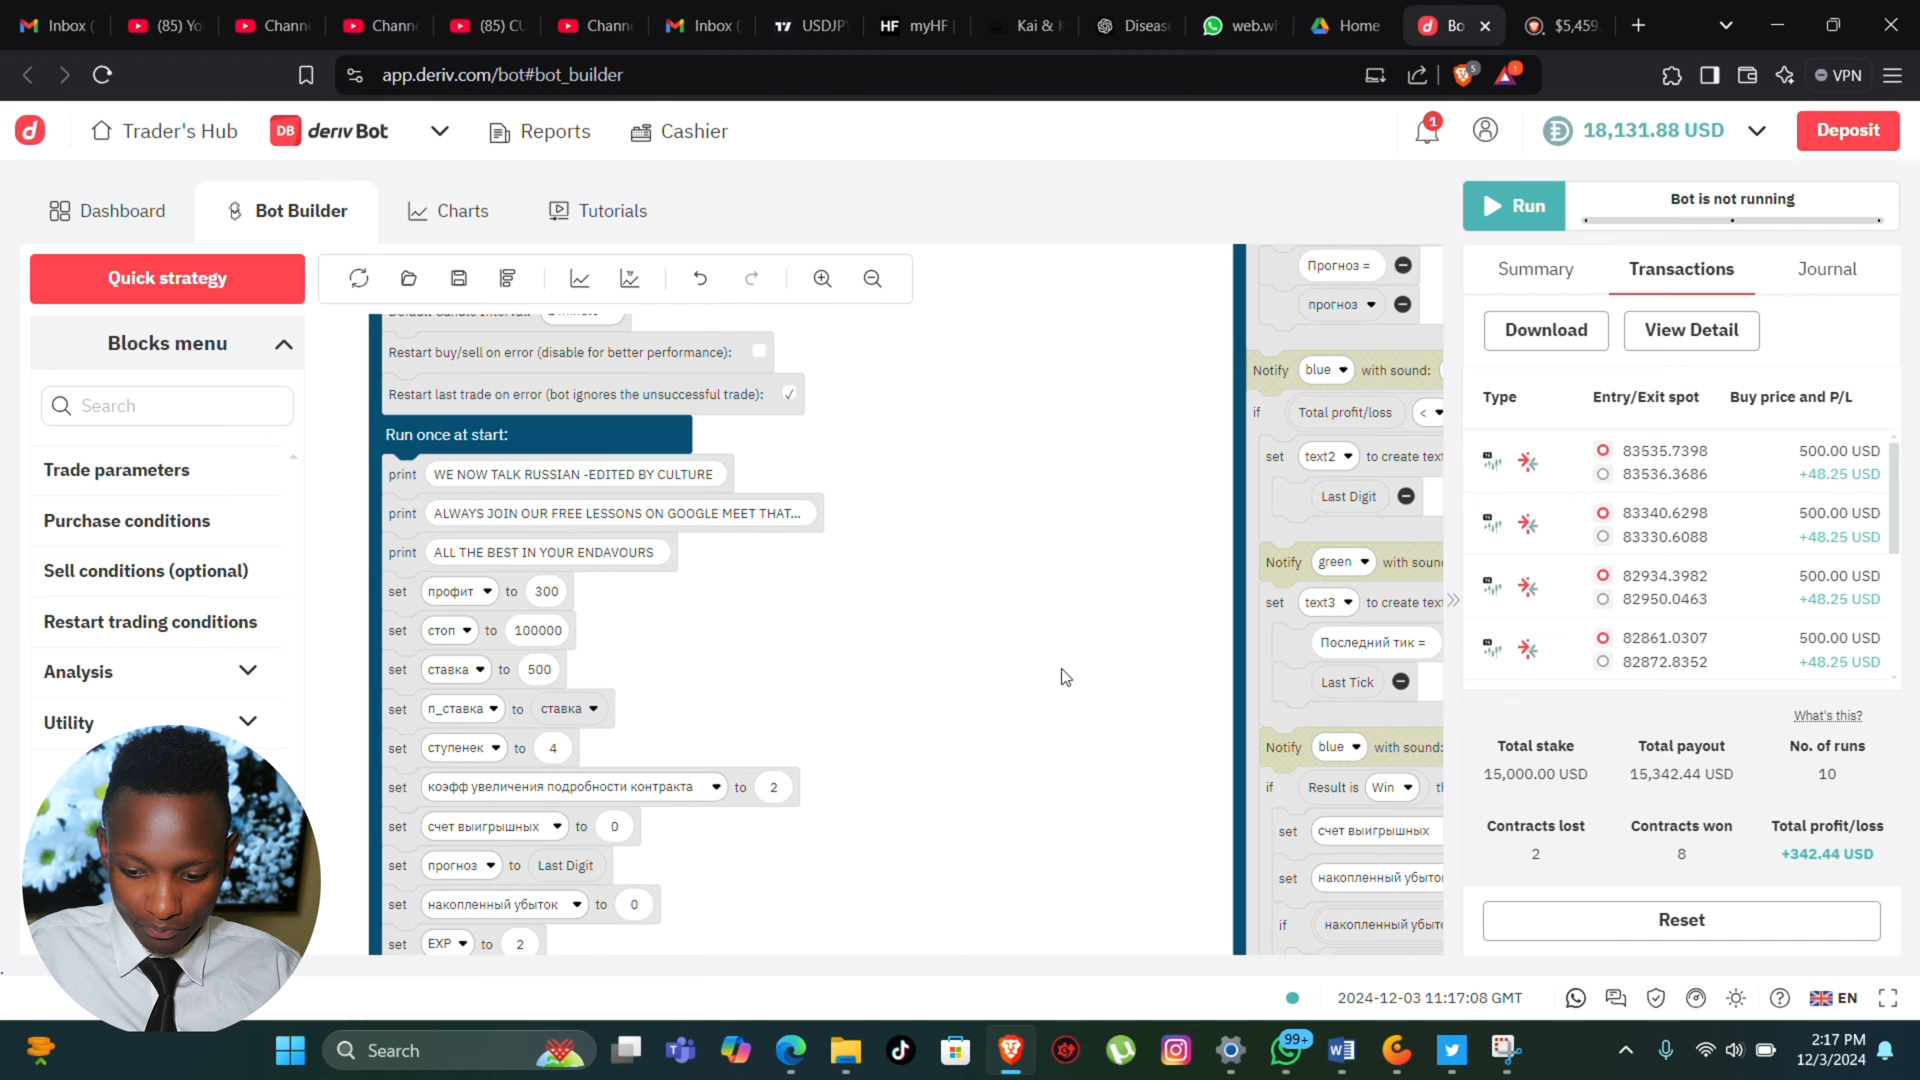 Inbox (
(85) Yo
Channe
Channe
(85) CU
Channe
Inbox (
USDJP
HF myHF
Kai & K
Diseas
web.w
Home
Bo
$5,459.
app.deriv.com/bot#bot_builder
5
1
VPN
Trader's Hub
DB deriv Bot
Reports
Cashier
1
18,131.88 USD
Deposit
Dashboard
Bot Builder
Charts
Tutorials
Run
Bot is not running
Quick strategy
Blocks menu
Search
Trade parameters
Purchase conditions
Sell conditions (optional)
Restart trading conditions
Analysis
Utility
Restart buy/sell on error (disable for better performance):
Restart last trade on error (bot ignores the unsuccessful trade):
Run once at start:
print WE NOW TALK RUSSIAN -EDITED BY CULTURE
print ALWAYS JOIN OUR FREE LESSONS ON GOOGLE MEET THAT...
print ALL THE BEST IN YOUR ENDAVOURS
set профит to 300
set стоп to 100000
set ставка to 500
set п_ставка to ставка
set ступенек to 4
set коэфф увеличения подробности контракта to 2
set счет выигрышных to 0
set прогноз to Last Digit
set накопленный убыток to 0
set EXP to 2
Прогноз =
прогноз
Notify blue with sound:
if Total profit/loss <
set text2 to create text
Last Digit
Notify green with sound
set text3 to create text
Последний тик =
Last Tick
Notify blue with sound:
if Result is Win th
set счет выигрышных
set накопленный убыто
if накопленный убыто
Summary
Transactions
Journal
Download
View Detail
Type
Entry/Exit spot
Buy price and P/L
83535.7398 500.00 USD
83536.3686 +48.25 USD
83340.6298 500.00 USD
83330.6088 +48.25 USD
82934.3982 500.00 USD
82950.0463 +48.25 USD
82861.0307 500.00 USD
82872.8352 +48.25 USD
What's this?
Total stake
Total payout
No. of runs
15,000.00 USD
15,342.44 USD
10
Contracts lost
Contracts won
Total profit/loss
2
8
+342.44 USD
Reset
2024-12-03 11:17:08 GMT
EN
Search
99+
2:17 PM
12/3/2024